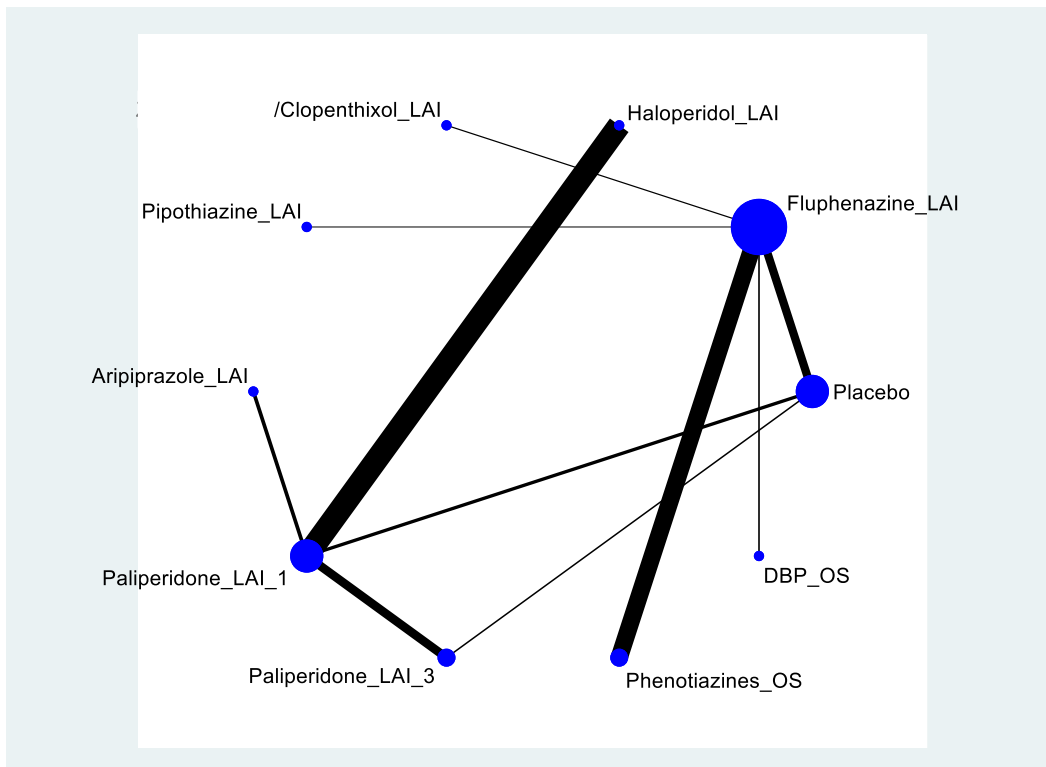 /Clopenthixol_LAI
Haloperidol_LAI
Fluphenazine_LAI
Pipothiazine_LAI
Aripiprazole_LAI
Placebo
Paliperidone_LAI_1
DBP_OS
Paliperidone_LAI_3
Phenotiazines_OS